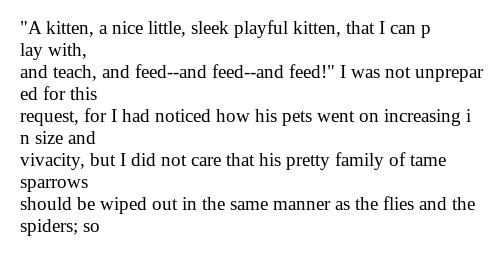 "A kitten, a nice little, sleek playful kitten, that I can p
lay with,
and teach, and feed--and feed--and feed!" I was not unprepar
ed for this
request, for I had noticed how his pets went on increasing i
n size and
vivacity, but I did not care that his pretty family of tame
sparrows
should be wiped out in the same manner as the flies and the
spiders; so